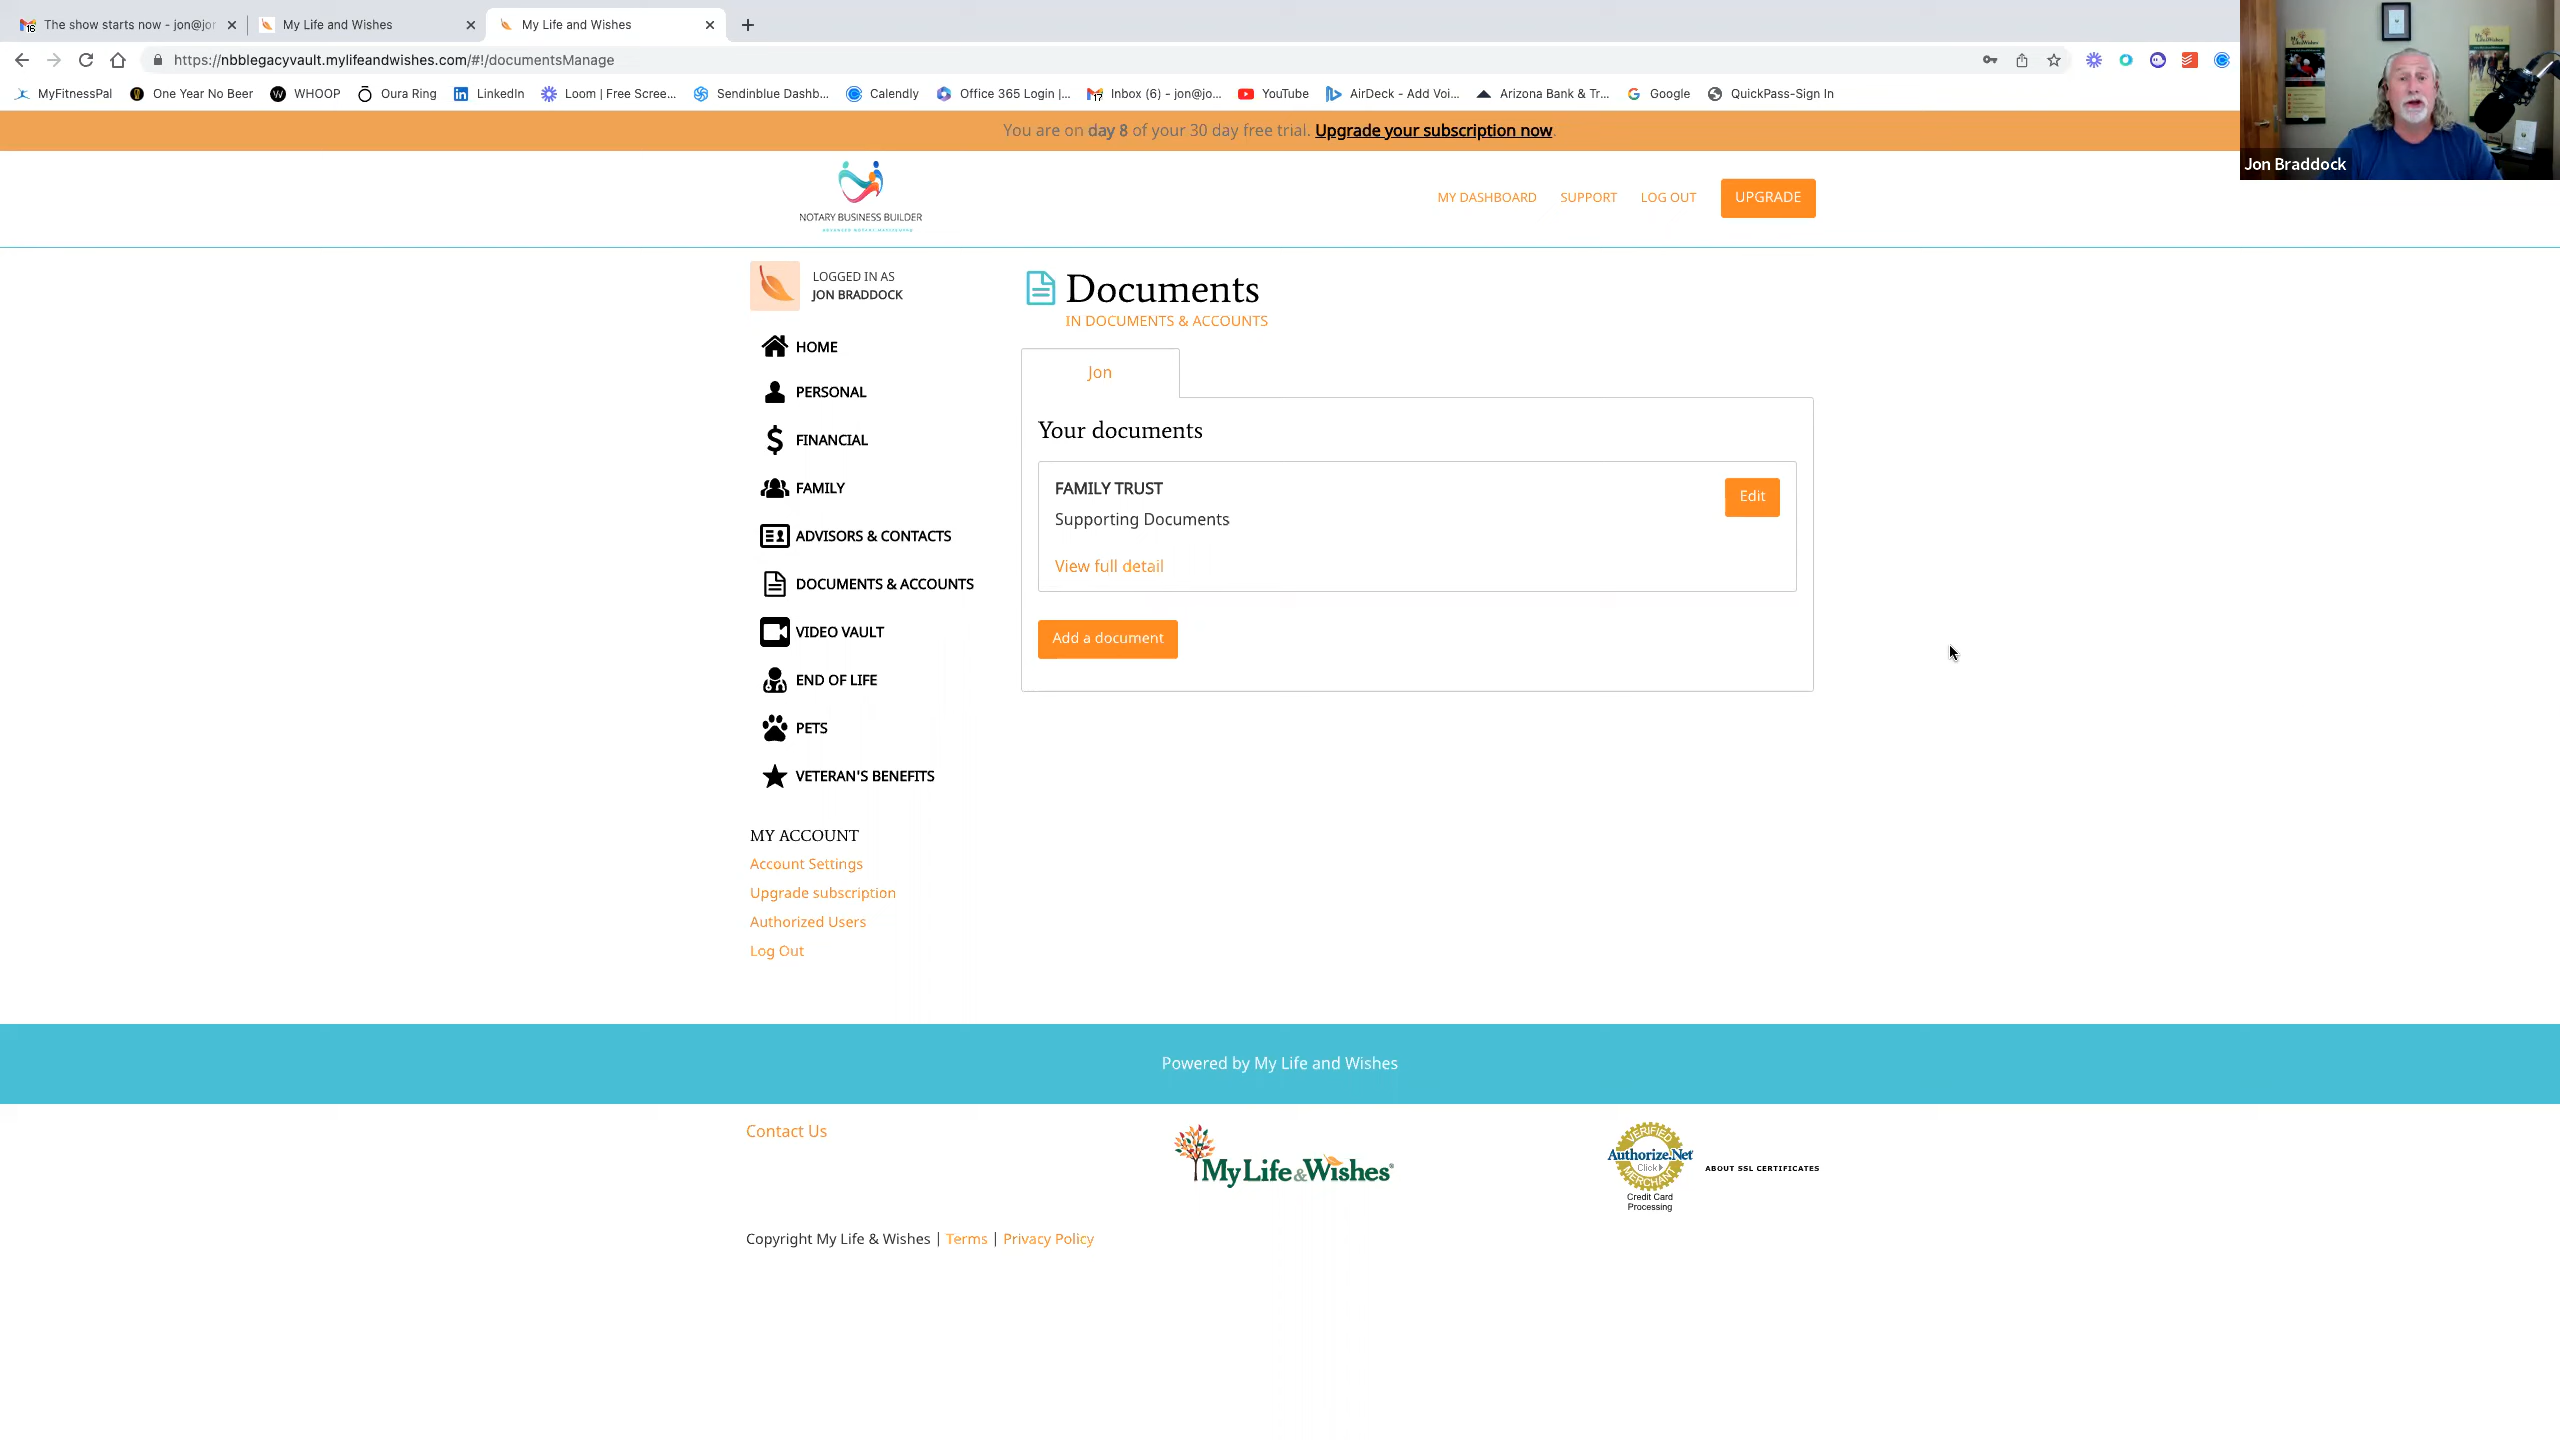 The show starts now - jon@jor
My Life and Wishes
My Life and Wishes
https://nbblegacyvault.mylifeandwishes.com/#!/documentsManage
MyFitnessPal
One Year No Beer
WHOOP
Oura Ring
LinkedIn
Loom | Free Scree...
Sendinblue Dashb...
Calendly
Office 365 Login |...
Inbox (6) - jon@jo...
YouTube
AirDeck - Add Voi...
Arizona Bank & Tr...
Google
QuickPass-Sign In
Jon Braddock
You are on day 8 of your 30 day free trial. Upgrade your subscription now.
NOTARY BUSINESS BUILDER
MY DASHBOARD
SUPPORT
LOG OUT
UPGRADE
LOGGED IN AS
JON BRADDOCK
HOME
PERSONAL
FINANCIAL
FAMILY
ADVISORS & CONTACTS
DOCUMENTS & ACCOUNTS
VIDEO VAULT
END OF LIFE
PETS
VETERAN'S BENEFITS
MY ACCOUNT
Account Settings
Upgrade subscription
Authorized Users
Log Out
Documents
IN DOCUMENTS & ACCOUNTS
Jon
Your documents
FAMILY TRUST
Edit
Supporting Documents
View full detail
Add a document
Powered by My Life and Wishes
Contact Us
My Life & Wishes
VERIFIED
Authorize.Net
Click
MERCHANT
Credit Card
Processing
ABOUT SSL CERTIFICATES
Copyright My Life & Wishes | Terms | Privacy Policy